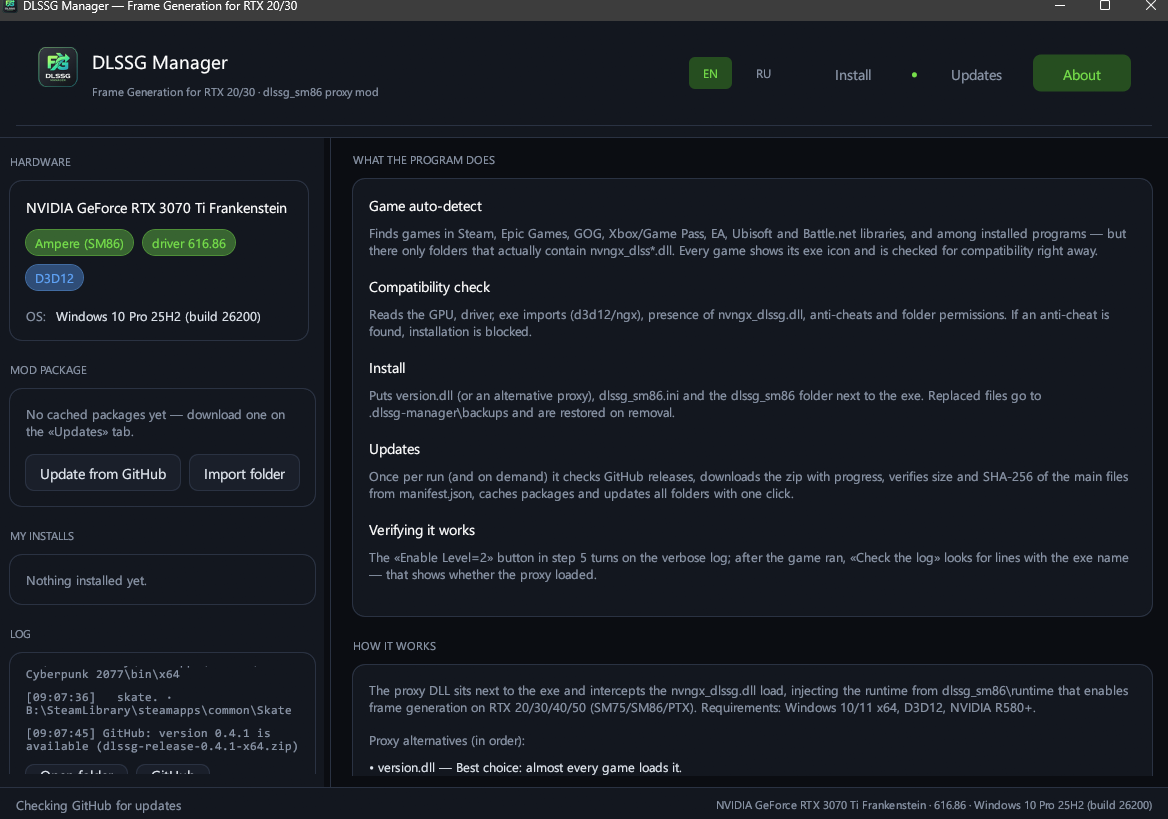 DLSSG Manager — Frame Generation for RTX 20/30
FG
DLSSG
DLSSG Manager
Frame Generation for RTX 20/30 · dlssg_sm86 proxy mod
EN
RU
Install
Updates
About
HARDWARE
NVIDIA GeForce RTX 3070 Ti Frankenstein
Ampere (SM86)
driver 616.86
D3D12
OS: Windows 10 Pro 25H2 (build 26200)
MOD PACKAGE
No cached packages yet — download one on
the «Updates» tab.
Update from GitHub
Import folder
MY INSTALLS
Nothing installed yet.
LOG
Cyberpunk 2077\bin\x64
[09:07:36] skate. ·
B:\SteamLibrary\steamapps\common\Skate
[09:07:45] GitHub: version 0.4.1 is
available (dlssg-release-0.4.1-x64.zip)
Open folder
GitHub
WHAT THE PROGRAM DOES
Game auto-detect
Finds games in Steam, Epic Games, GOG, Xbox/Game Pass, EA, Ubisoft and Battle.net libraries, and among installed programs — but
there only folders that actually contain nvngx_dlss*.dll. Every game shows its exe icon and is checked for compatibility right away.
Compatibility check
Reads the GPU, driver, exe imports (d3d12/ngx), presence of nvngx_dlssg.dll, anti-cheats and folder permissions. If an anti-cheat is
found, installation is blocked.
Install
Puts version.dll (or an alternative proxy), dlssg_sm86.ini and the dlssg_sm86 folder next to the exe. Replaced files go to
.dlssg-manager\backups and are restored on removal.
Updates
Once per run (and on demand) it checks GitHub releases, downloads the zip with progress, verifies size and SHA-256 of the main files
from manifest.json, caches packages and updates all folders with one click.
Verifying it works
The «Enable Level=2» button in step 5 turns on the verbose log; after the game ran, «Check the log» looks for lines with the exe name
— that shows whether the proxy loaded.
HOW IT WORKS
The proxy DLL sits next to the exe and intercepts the nvngx_dlssg.dll load, injecting the runtime from dlssg_sm86\runtime that enables
frame generation on RTX 20/30/40/50 (SM75/SM86/PTX). Requirements: Windows 10/11 x64, D3D12, NVIDIA R580+.
Proxy alternatives (in order):
• version.dll — Best choice: almost every game loads it.
Checking GitHub for updates
NVIDIA GeForce RTX 3070 Ti Frankenstein · 616.86 · Windows 10 Pro 25H2 (build 26200)